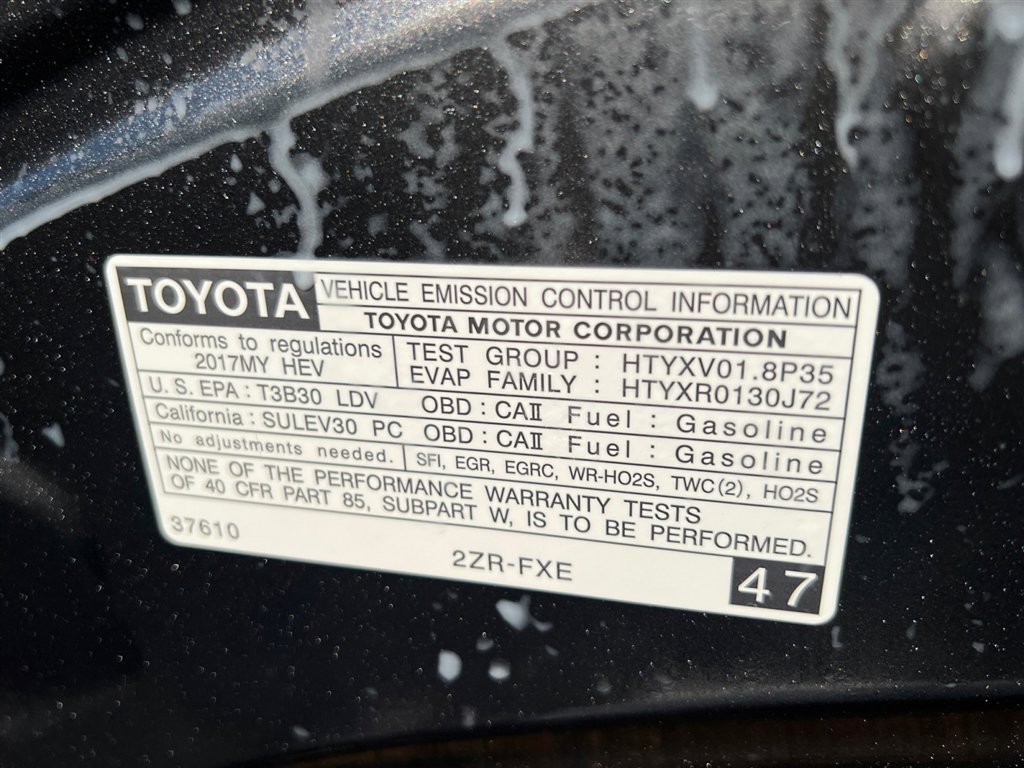 TOYOTA VEHICLE EMISSION CONTROL INFORMATION
TOYOTA MOTOR CORPORATION
Conforms to regulations
2017MY HEV
TEST GROUP : HTYXV01.8P35
EVAP FAMILY : HTYXR0130J72
U.S. EPA : T3B30 LDV OBD : CAII Fuel : Gasoline
California : SULEV30 PC OBD : CAII Fuel : Gasoline
No adjustments needed. SFI, EGR, EGRC, WR-HO2S, TWC(2), HO2S
NONE OF THE PERFORMANCE WARRANTY TESTS
OF 40 CFR PART 85, SUBPART W, IS TO BE PERFORMED.
37610 2ZR-FXE 47